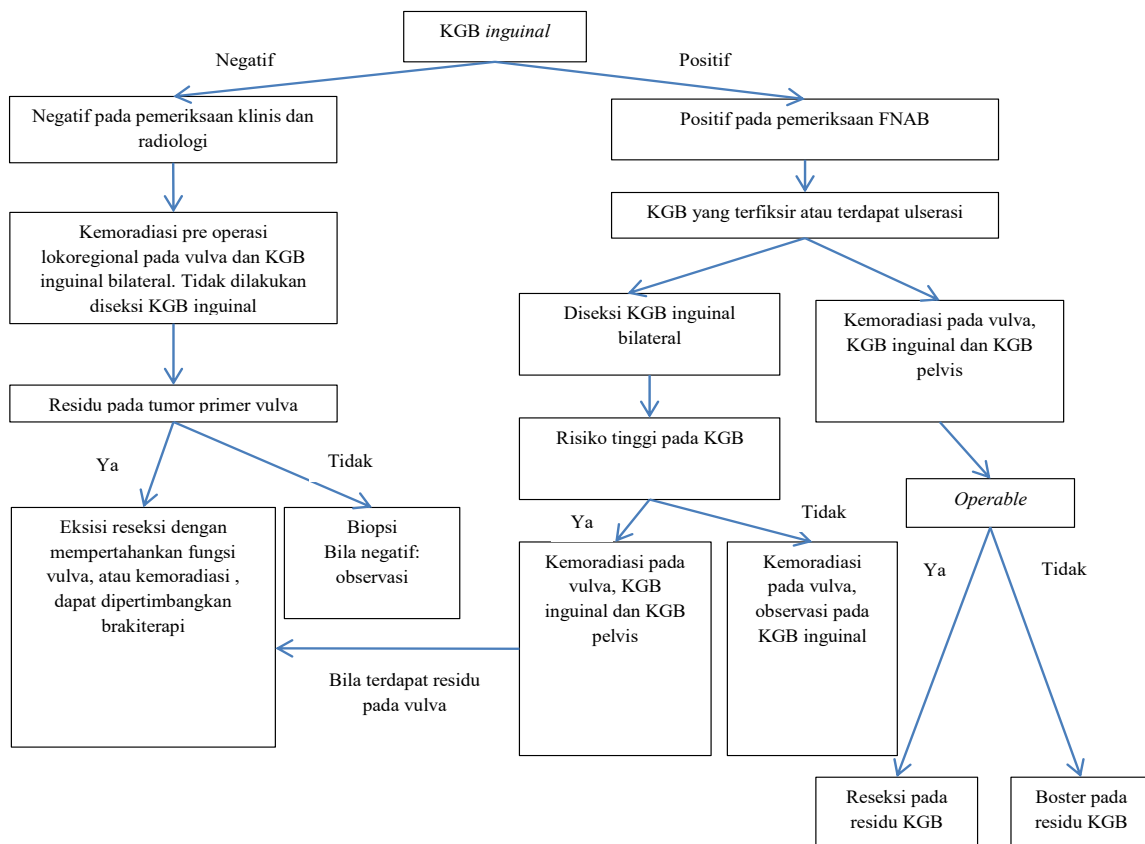 KGB inguinal
Negatif
Positif
Negatif pada pemeriksaan klinis dan
radiologi
Positif pada pemeriksaan FNAB
Kemoradiasi pre operasi
lokoregional pada vulva dan KGB
inguinal bilateral. Tidak dilakukan
diseksi KGB inguinal
KGB yang terfiksir atau terdapat ulserasi
Diseksi KGB inguinal
bilateral
Kemoradiasi pada vulva,
KGB inguinal dan KGB
pelvis
Residu pada tumor primer vulva
Risiko tinggi pada KGB
Ya
Tidak
Operable
Eksisi reseksi dengan
mempertahankan fungsi
vulva, atau kemoradiasi ,
dapat dipertimbangkan
brakiterapi
Biopsi
Bila negatif:
observasi
Ya
Tidak
Kemoradiasi pada
vulva, KGB
inguinal dan KGB
pelvis
Kemoradiasi
pada vulva,
observasi pada
KGB inguinal
Ya
Tidak
Bila terdapat residu
pada vulva
Reseksi pada
residu KGB
Boster pada
residu KGB